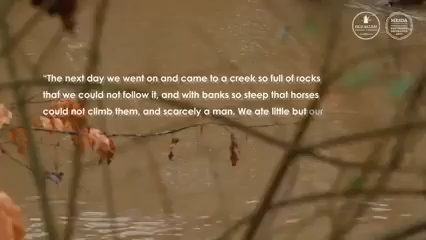 "The next day we went on and came to a creek so full of rocks
that we could not follow it, and with banks so steep that horses
could not climb them, and scarcely a man. We ate little but our